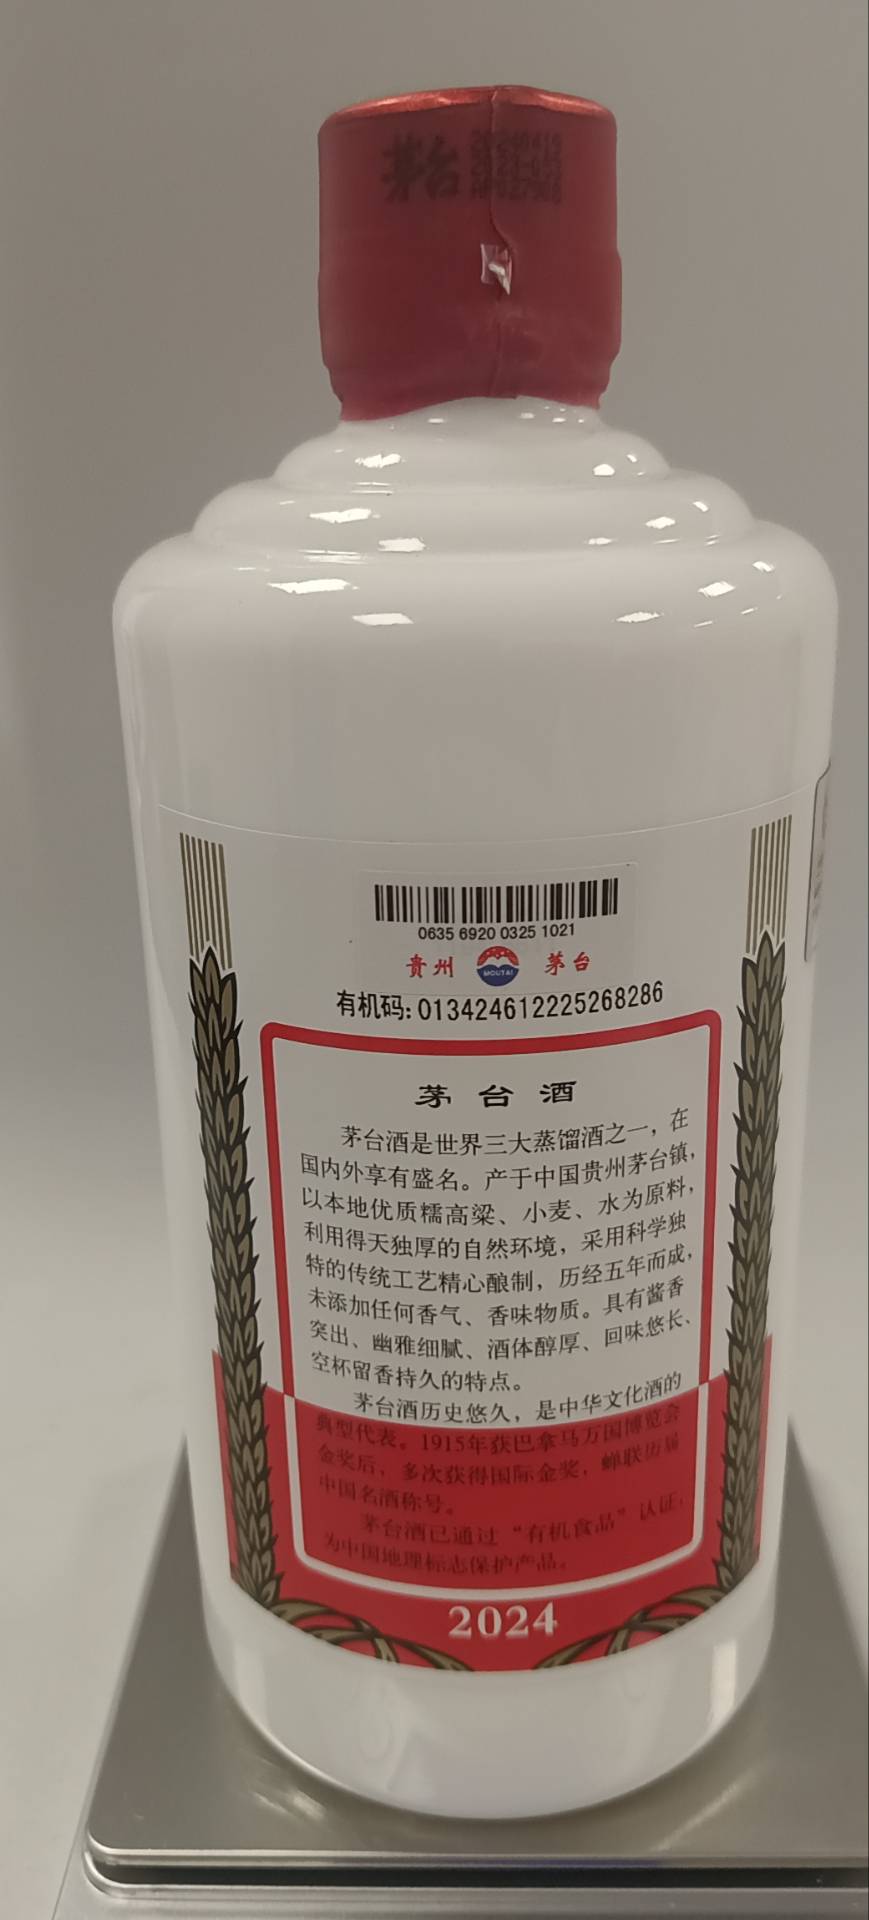 茅台
0635 6920 0325 1021
贵州 MOUTAI 茅台
有机码:013424612225268286
茅台酒
茅台酒是世界三大蒸馏酒之一，在
国内外享有盛名。产于中国贵州茅台镇，
以本地优质糯高粱、小麦、水为原料，
利用得天独厚的自然环境，采用科学独
特的传统工艺精心酿制，历经五年而成，
未添加任何香气、香味物质。具有酱香
突出、幽雅细腻、酒体醇厚、回味悠长、
空杯留香持久的特点。
茅台酒历史悠久，是中华文化酒的
典型代表。1915年获巴拿马万国博览会
金奖后，多次获得国际金奖，蝉联历届
中国名酒称号。
茅台酒已通过“有机食品”认证，
为中国地理标志保护产品。
2024